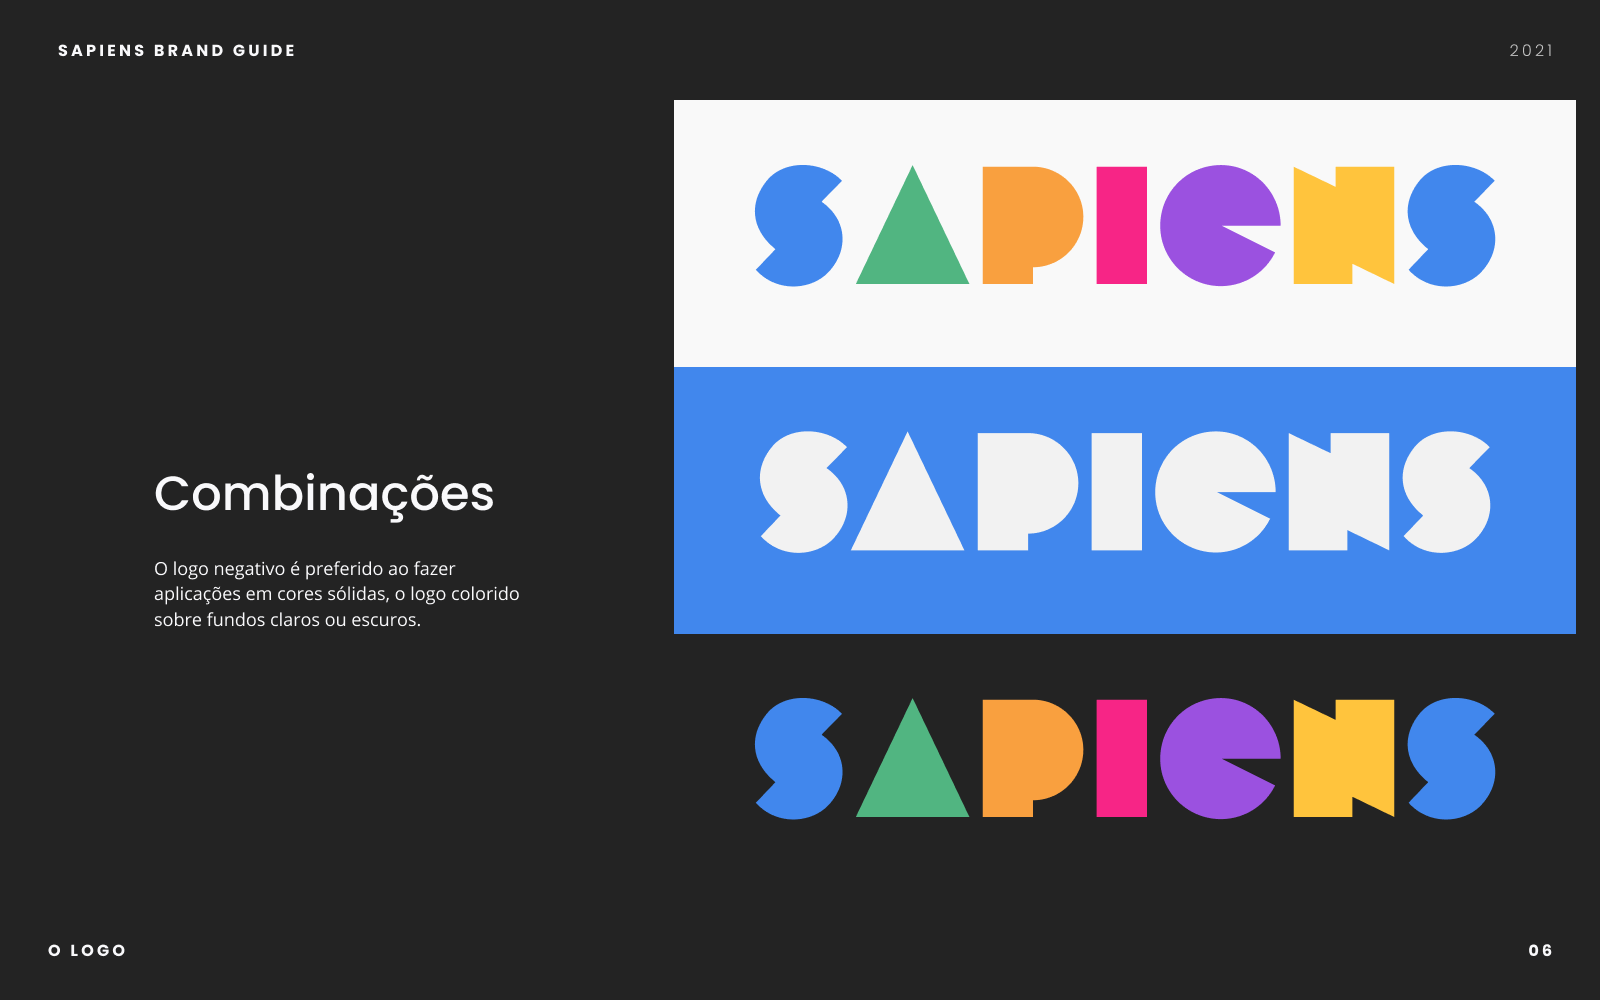 SAPIENS BRAND GUIDE
2021
SAPIENS
SAPIENS
Combinações
O logo negativo é preferido ao fazer
aplicações em cores sólidas, o logo colorido
sobre fundos claros ou escuros.
SAPIENS
O LOGO
06